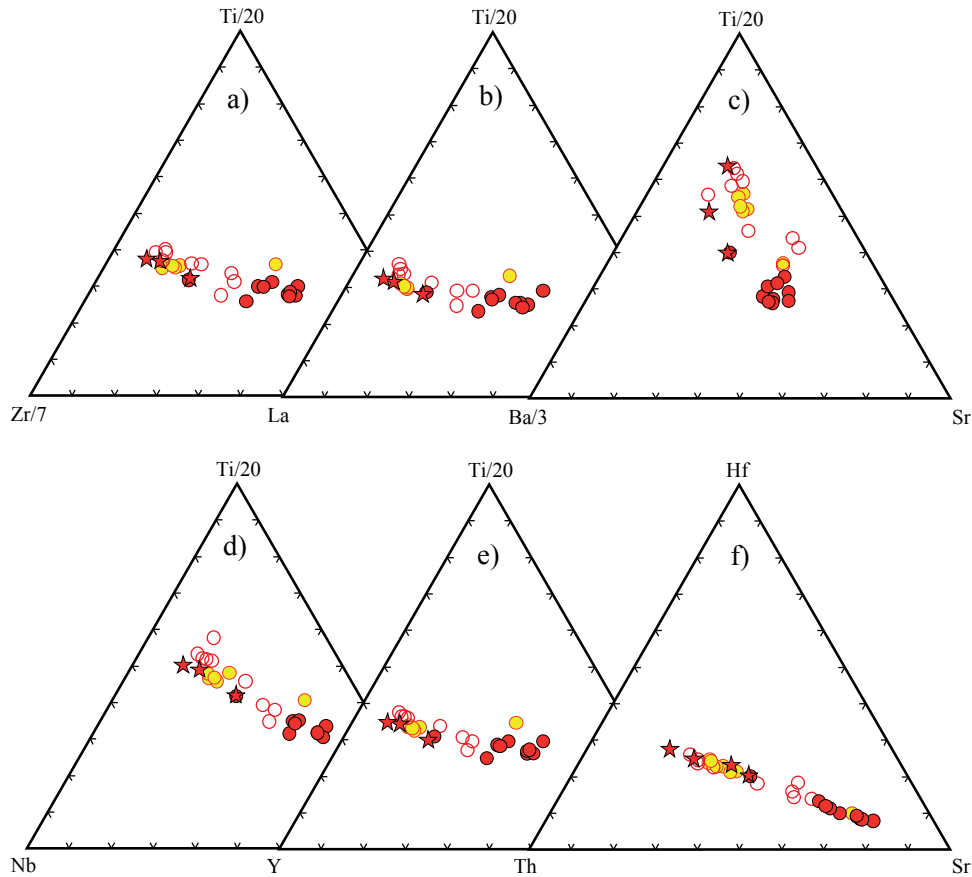 Ti/20 Ti/20 Ti/20
a) b) c)
Zr/7 La Ba/3 Sr
Ti/20 Ti/20 Hf
d) e) f)
Nb Y Th Sr